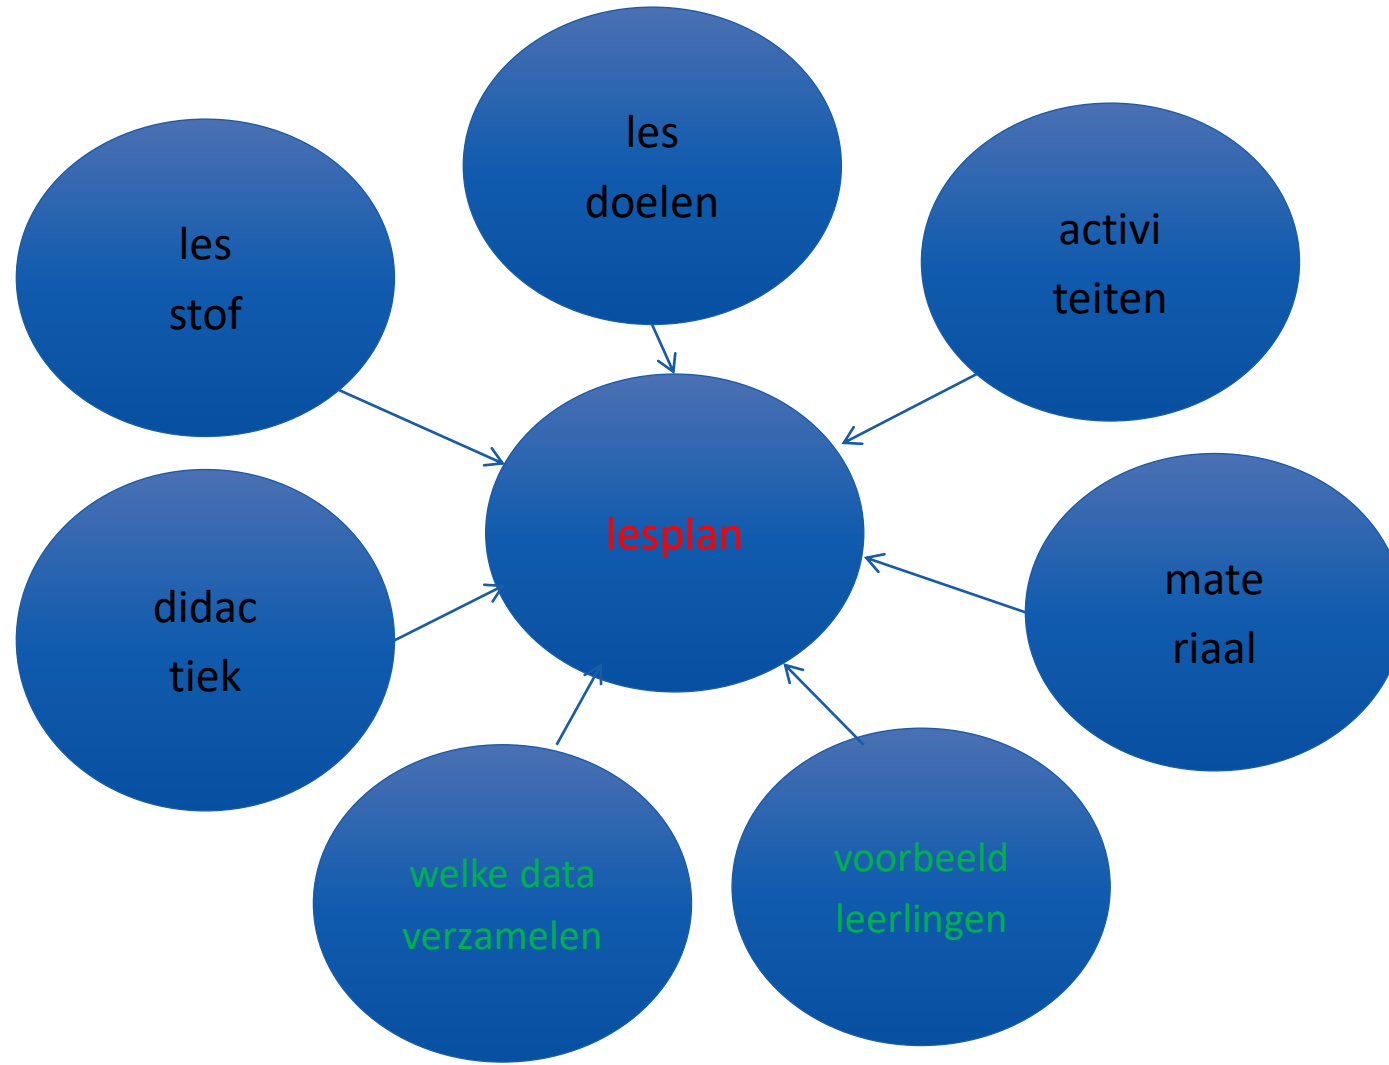 les
doelen
les
stof
activi
teiten
lesplan
didac
tiek
mate
riaal
welke data
verzamelen
voorbeeld
leerlingen